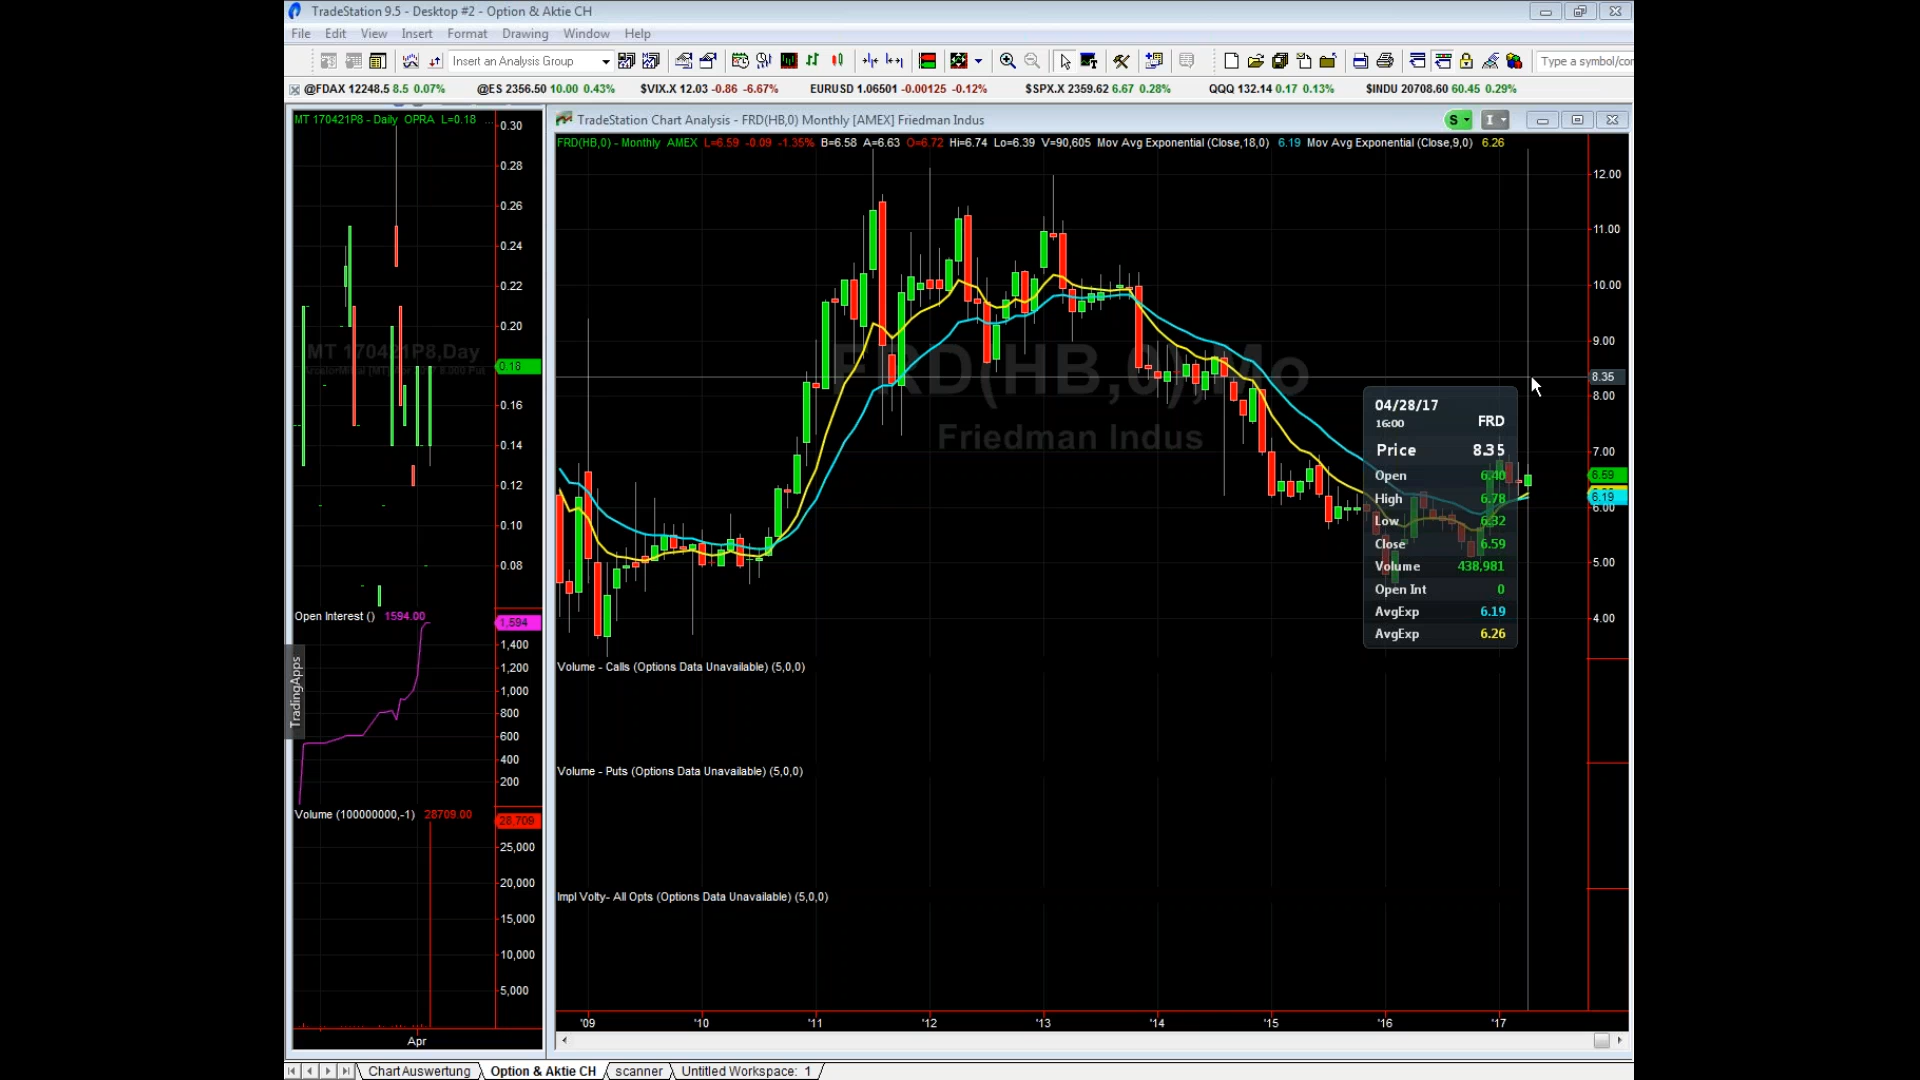 TradeStation 9.5 - Desktop #2 - Option & Aktie CH
File Edit View Insert Format Drawing Window Help
Insert an Analysis Group
Type a symbol/con
@FDAX 12248.5 8.5 0.07% @ES 2356.50 10.00 0.43% $VIX.X 12.03 -0.86 -6.67% EURUSD 1.06501 -0.00125 -0.12% $SPX.X 2359.62 6.67 0.28% QQQ 132.14 0.17 0.13% $INDU 20708.60 60.45 0.29%
MT 170421P8 - Daily OPRA L=0.18 ...
0.30
0.28
0.26
0.24
0.22
0.20
MT 170421P8,Day
0.18
0.16
0.14
0.12
0.10
0.08
Open Interest () 1594.00
1,594
1,400
1,200
1,000
800
600
400
200
TradingApps
Volume (100000000,-1) 28709.00
28,709
25,000
20,000
15,000
10,000
5,000
Apr
TradeStation Chart Analysis - FRD(HB,0) Monthly [AMEX] Friedman Indus
S I
FRD(HB,0) - Monthly AMEX L=6.59 -0.09 -1.35% B=6.58 A=6.63 O=6.72 Hi=6.74 Lo=6.39 V=90,605 Mov Avg Exponential (Close,18,0) 6.19 Mov Avg Exponential (Close,9,0) 6.26
12.00
11.00
10.00
9.00
8.35
8.00
7.00
6.59
6.19
6.00
5.00
4.00
FRD(HB,0),Mo
Friedman Indus
04/28/17
16:00 FRD
Price 8.35
Open 6.40
High 6.78
Low 6.32
Close 6.59
Volume 438,981
Open Int 0
AvgExp 6.19
AvgExp 6.26
Volume - Calls (Options Data Unavailable) (5,0,0)
Volume - Puts (Options Data Unavailable) (5,0,0)
Impl Volty- All Opts (Options Data Unavailable) (5,0,0)
'09 '10 '11 '12 '13 '14 '15 '16 '17
ChartAuswertung Option & Aktie CH scanner Untitled Workspace: 1